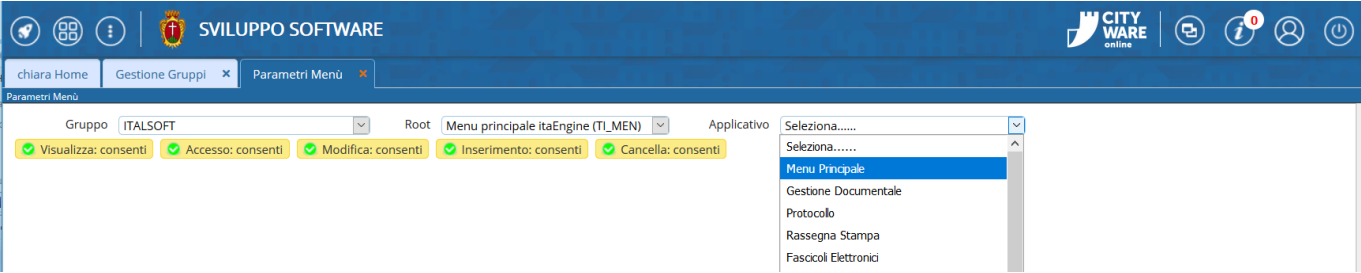 SVILUPPO SOFTWARE
CITY
WARE
online
0
chiara Home
Gestione Gruppi
Parametri Menù
Parametri Menù
Gruppo ITALSOFT Root Menu principale itaEngine (TI_MEN) Applicativo Seleziona......
Visualizza: consenti Accesso: consenti Modifica: consenti Inserimento: consenti Cancella: consenti
Seleziona......
Menu Principale
Gestione Documentale
Protocollo
Rassegna Stampa
Fascicoli Elettronici